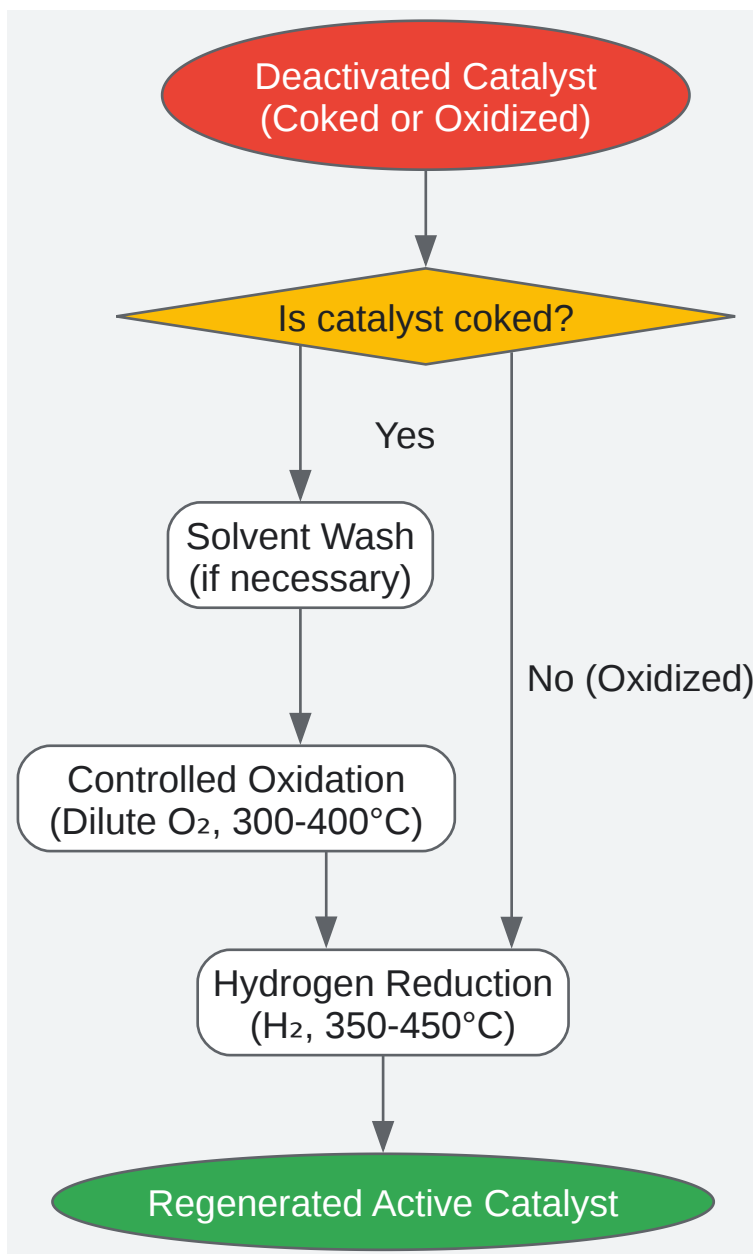 Deactivated Catalyst
(Coked or Oxidized)
Is catalyst coked?
Yes
Solvent Wash
(if necessary)
No (Oxidized)
Controlled Oxidation
(Dilute O₂, 300-400°C)
Hydrogen Reduction
(H₂, 350-450°C)
Regenerated Active Catalyst